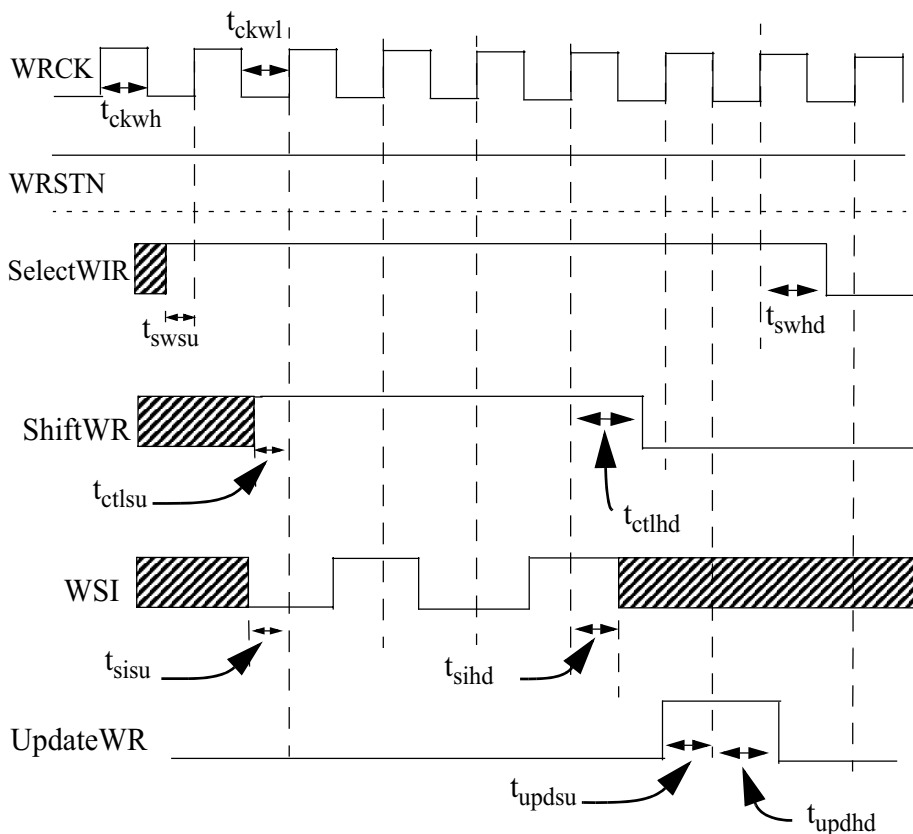 t_ckwl
WRCK
t_ckwh
WRSTN
SelectWIR
t_swsu
t_swhd
ShiftWR
t_ctlsu
t_ctlhd
WSI
t_sisu
t_sihd
UpdateWR
t_updsu
t_updhd